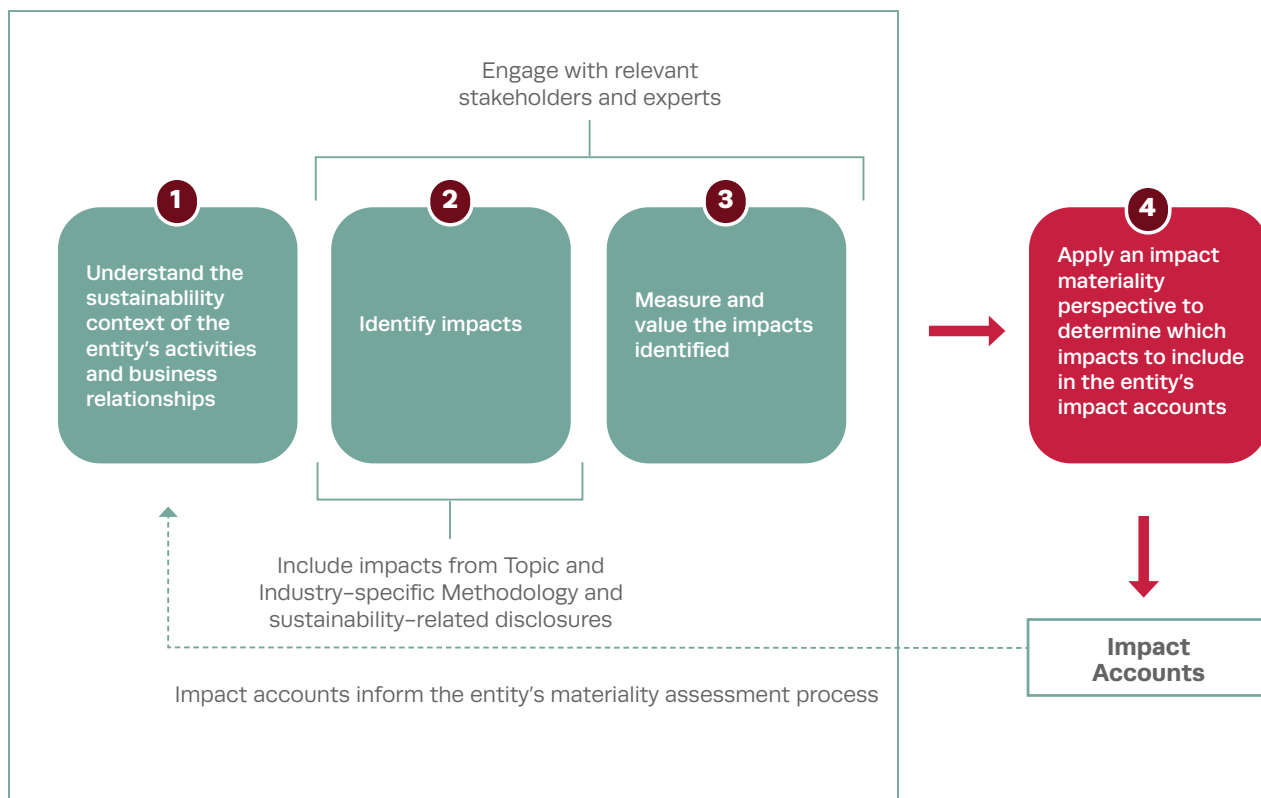 Engage with relevant
stakeholders and experts
1
Understand the
sustainablility
context of the
entity's activities
and business
relationships
2
Identify impacts
3
Measure and
value the impacts
identified
4
Apply an impact
materiality
perspective to
determine which
impacts to include
in the entity's
impact accounts
Include impacts from Topic and
Industry-specific Methodology and
sustainability-related disclosures
Impact
Accounts
Impact accounts inform the entity's materiality assessment process